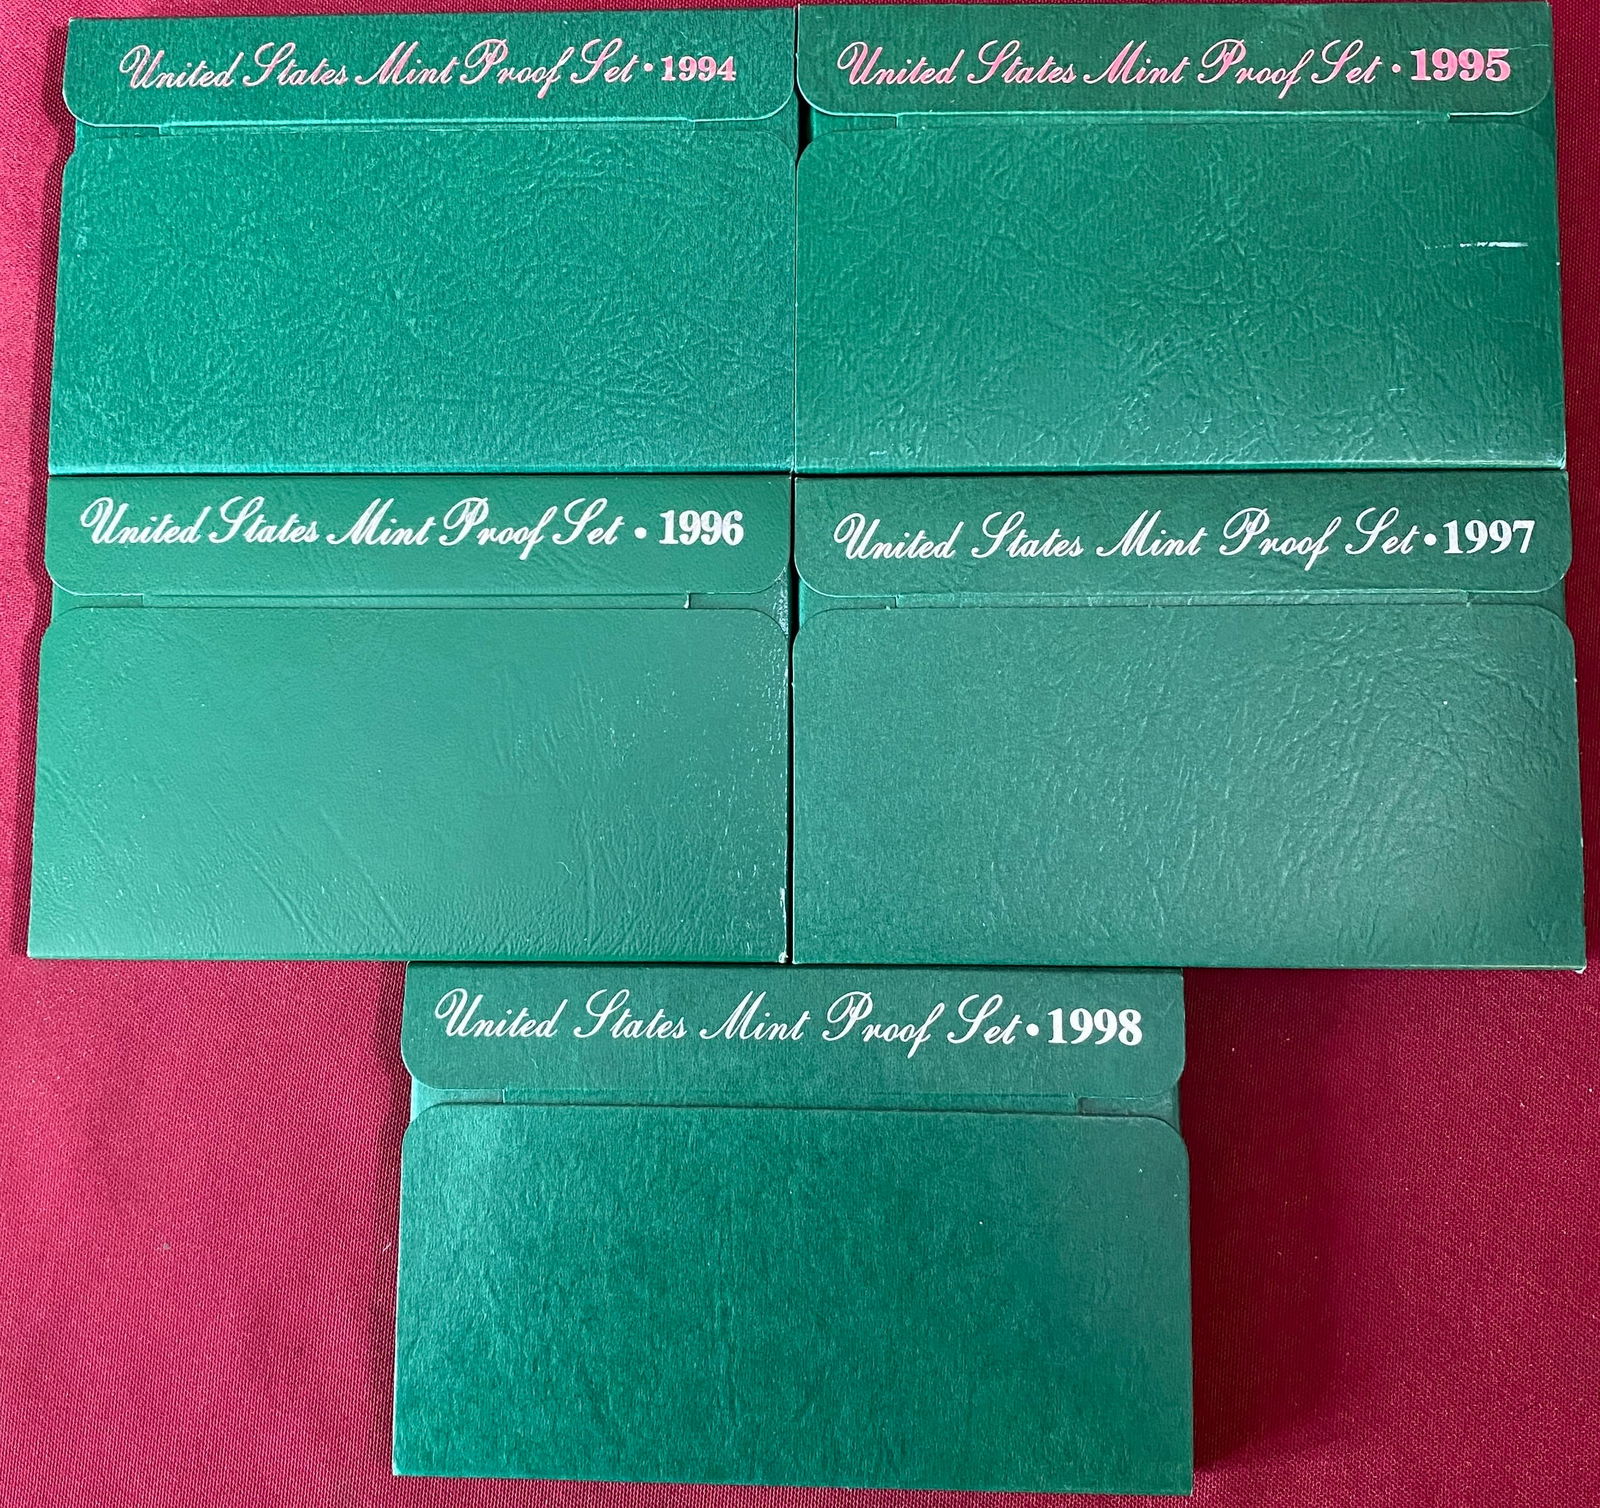 United States Mint Proof Set • 1994
United States Mint Proof Set • 1995
United States Mint Proof Set • 1996
United States Mint Proof Set • 1997
United States Mint Proof Set • 1998